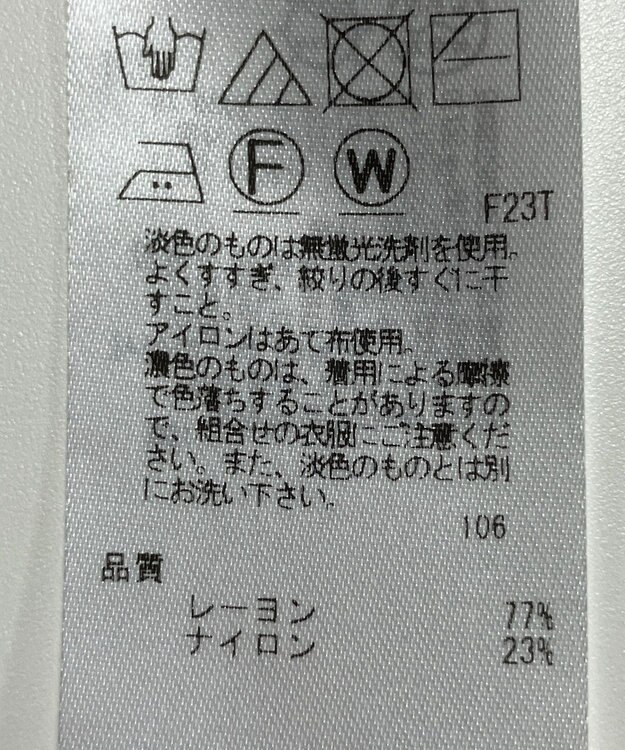 F W
F23T
淡色のものは無蛍光洗剤を使用。
よくすすぎ、絞りの後すぐに干
すこと。
アイロンはあて布使用。
濃色のものは、着用による摩擦
で色落ちすることがありますの
で、組合せの衣服にご注意くだ
さい。また、淡色のものとは別
にお洗い下さい。
106
品質
レーヨン 77%
ナイロン 23%